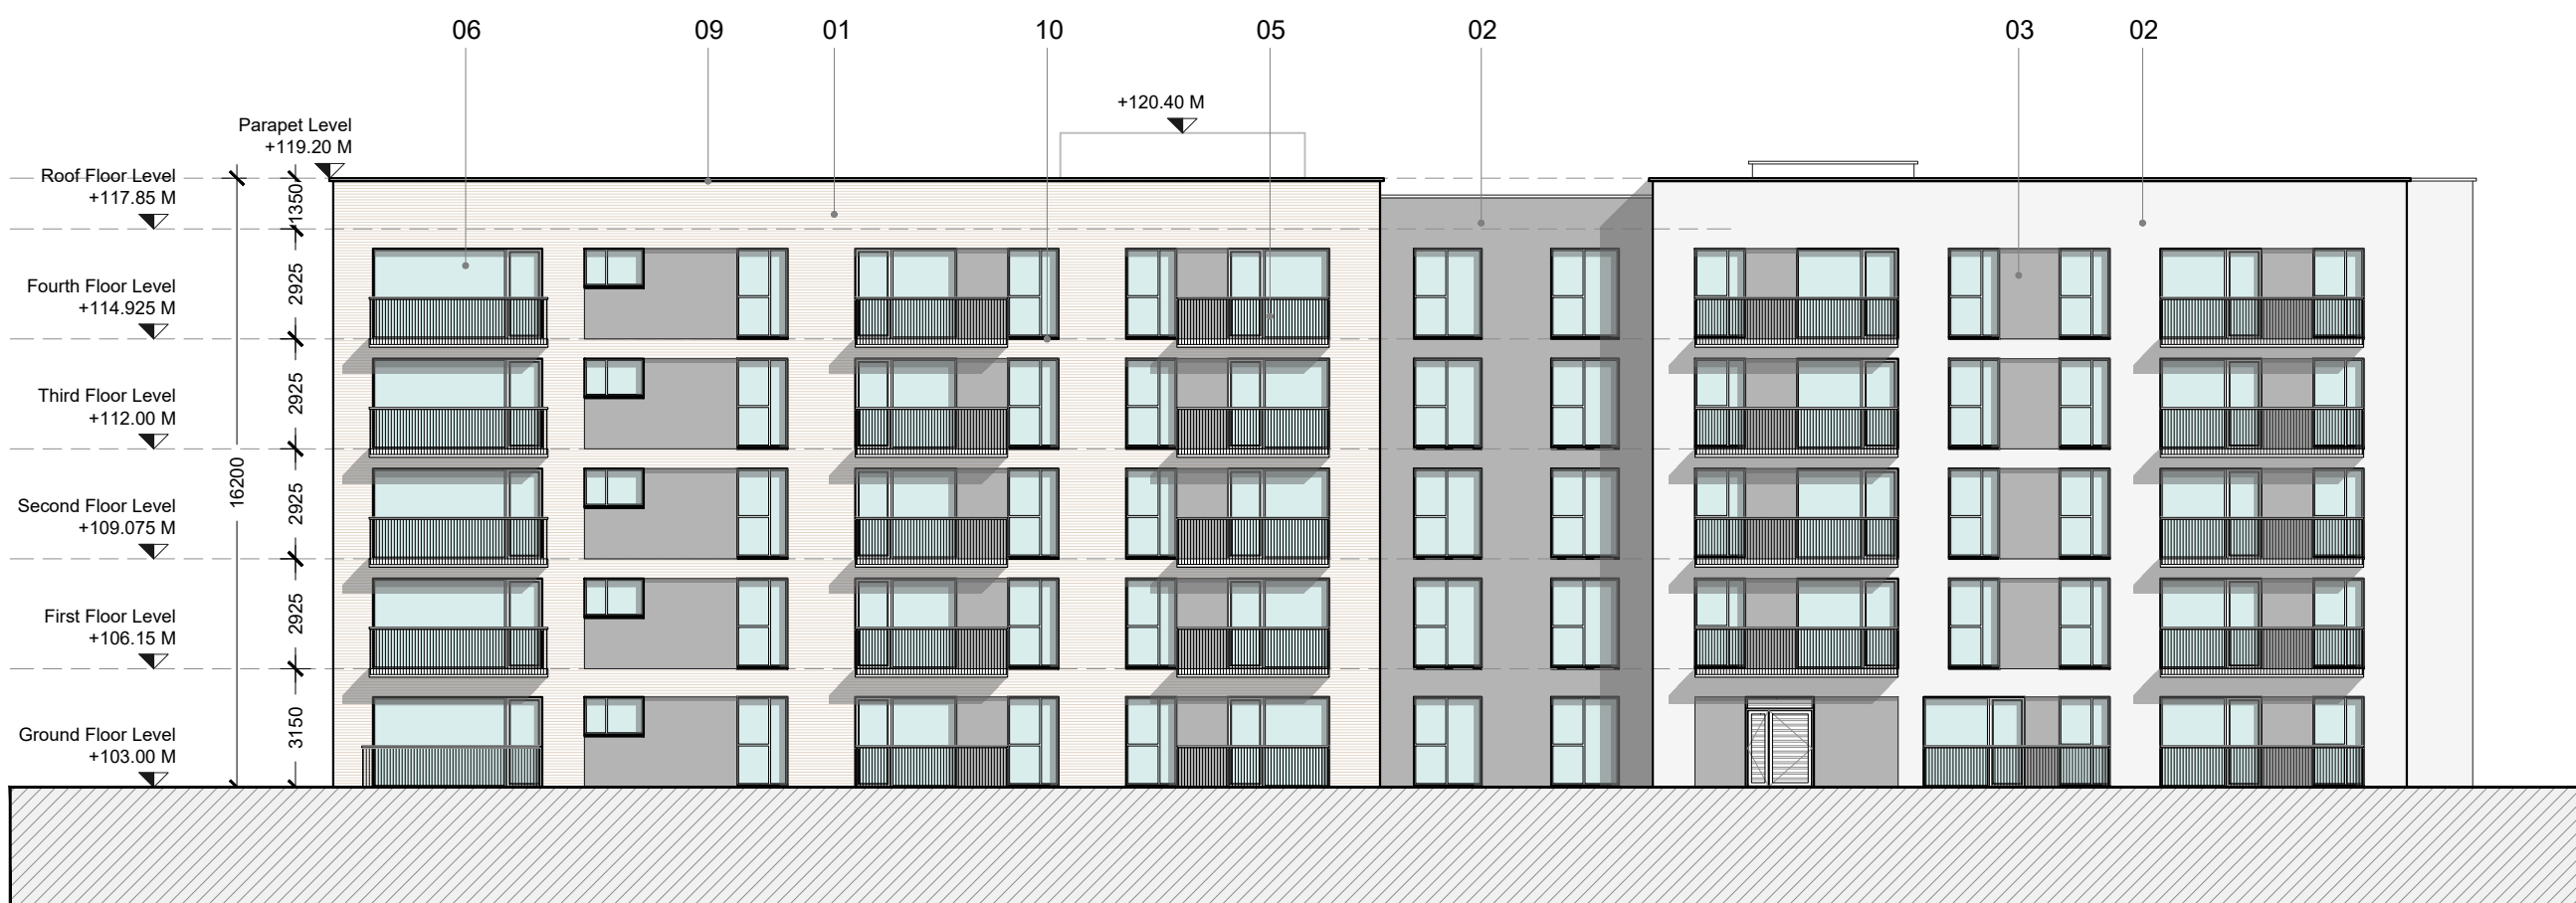 06
09
01
10
05
02
03
02
+120.40 M
Parapet Level
+119.20 M
Roof Floor Level
+117.85 M
1350
Fourth Floor Level
+114.925 M
2925
Third Floor Level
+112.00 M
2925
16200
Second Floor Level
+109.075 M
2925
First Floor Level
+106.15 M
2925
Ground Floor Level
+103.00 M
3150